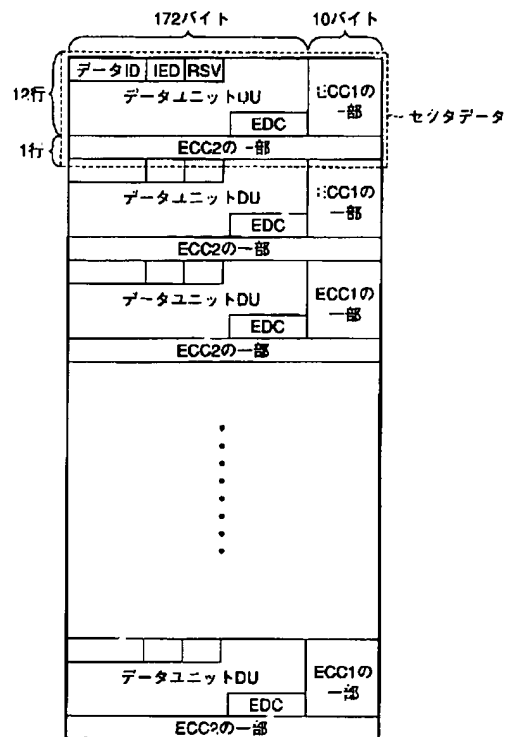 172バイト 10バイト
データID IED RSV
12行 データユニットDU ECC1の
一部
EDC セクタデータ
1行 ECC2の一部
データユニットDU ECC1の
一部
EDC
ECC2の一部
データユニットDU ECC1の
一部
EDC
ECC2の一部
データユニットDU ECC1の
一部
EDC
ECC2の一部